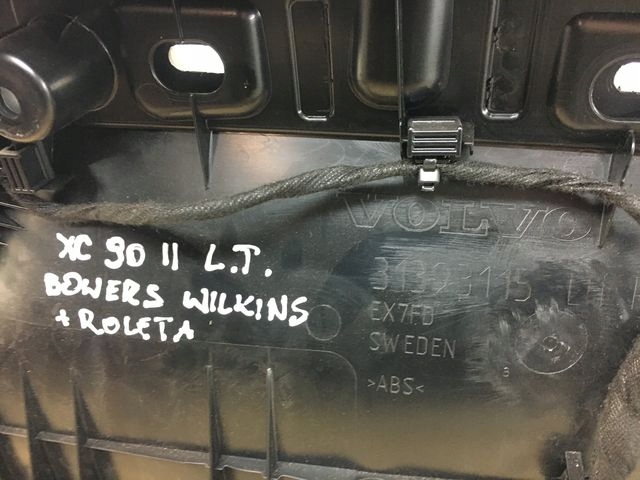 VOLVO
XC 90 II L.T.
BOWERS WILKINS
+ ROLETA
EX7FD
SWEDEN
>ABS<